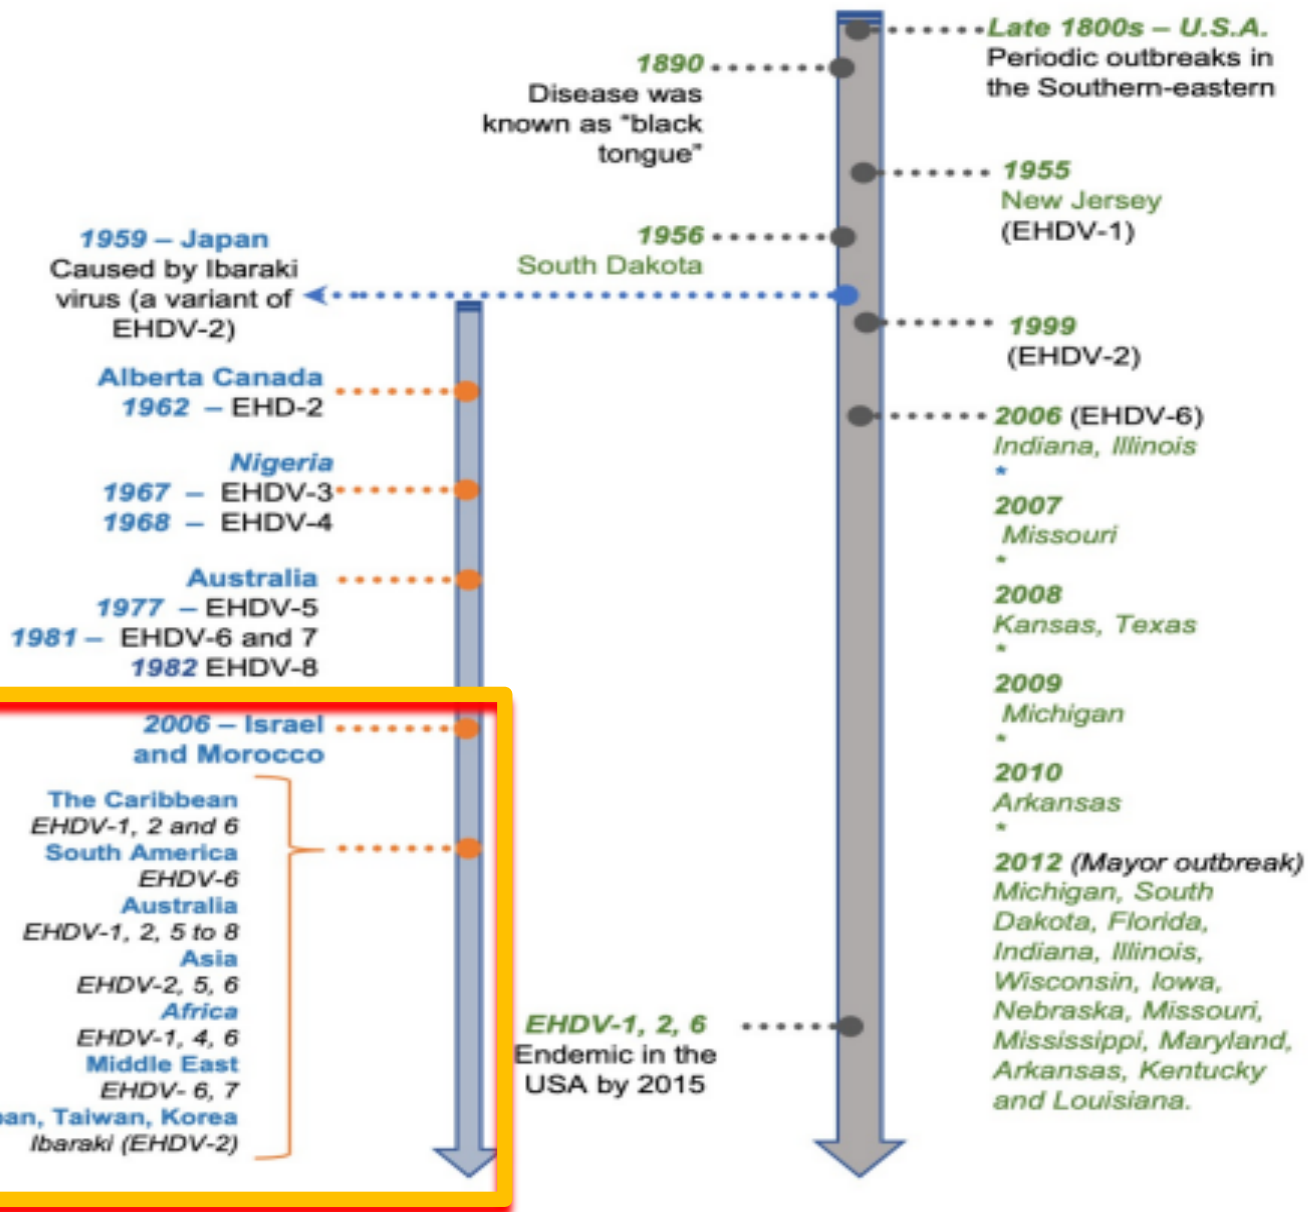 Late 1800s – U.S.A.
Periodic outbreaks in
the Southern-eastern
1890
Disease was
known as "black
tongue"
1955
New Jersey
(EHDV-1)
1956
South Dakota
1959 – Japan
Caused by Ibaraki
virus (a variant of
EHDV-2)
1999
(EHDV-2)
Alberta Canada
1962 – EHD-2
Nigeria
1967 – EHDV-3
1968 – EHDV-4
Australia
1977 – EHDV-5
1981 – EHDV-6 and 7
1982 EHDV-8
2006 – Israel
and Morocco
The Caribbean
EHDV-1, 2 and 6
South America
EHDV-6
Australia
EHDV-1, 2, 5 to 8
Asia
EHDV-2, 5, 6
Africa
EHDV-1, 4, 6
Middle East
EHDV- 6, 7
pan, Taiwan, Korea
Ibaraki (EHDV-2)
2006 (EHDV-6)
Indiana, Illinois
*
2007
Missouri
*
2008
Kansas, Texas
*
2009
Michigan
*
2010
Arkansas
*
2012 (Mayor outbreak)
Michigan, South
Dakota, Florida,
Indiana, Illinois,
Wisconsin, Iowa,
Nebraska, Missouri,
Mississippi, Maryland,
Arkansas, Kentucky
and Louisiana.
EHDV-1, 2, 6
Endemic in the
USA by 2015